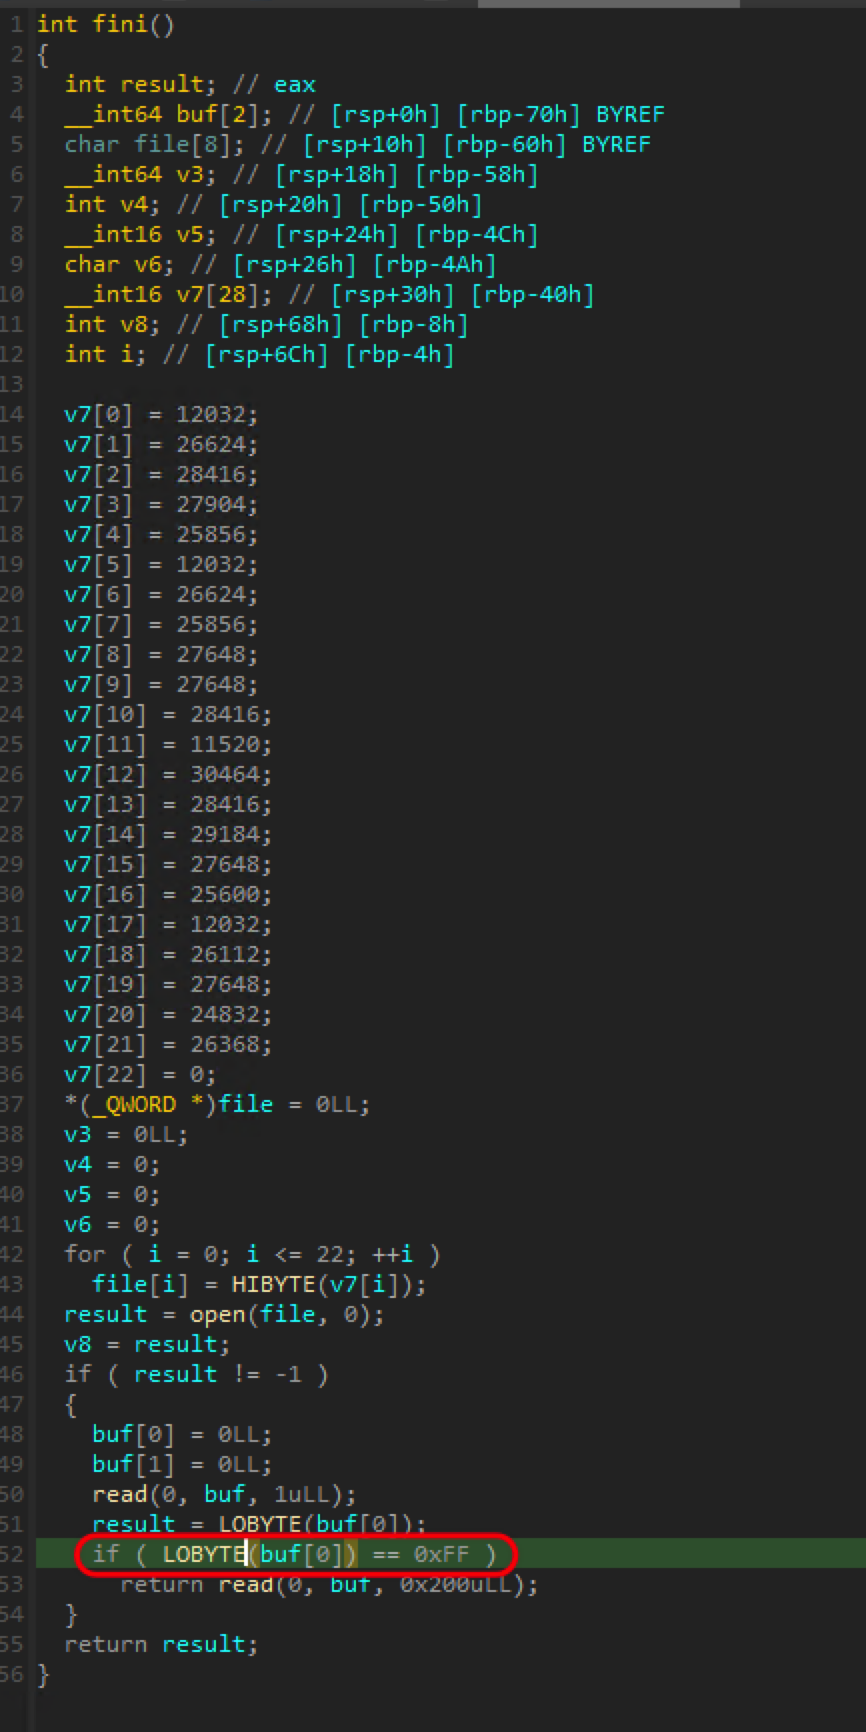 1 int fini()
2 {
3 int result; // eax
4 __int64 buf[2]; // [rsp+0h] [rbp-70h] BYREF
5 char file[8]; // [rsp+10h] [rbp-60h] BYREF
6 __int64 v3; // [rsp+18h] [rbp-58h]
7 int v4; // [rsp+20h] [rbp-50h]
8 __int16 v5; // [rsp+24h] [rbp-4Ch]
9 char v6; // [rsp+26h] [rbp-4Ah]
10 __int16 v7[28]; // [rsp+30h] [rbp-40h]
11 int v8; // [rsp+68h] [rbp-8h]
12 int i; // [rsp+6Ch] [rbp-4h]
13
14 v7[0] = 12032;
15 v7[1] = 26624;
16 v7[2] = 28416;
17 v7[3] = 27904;
18 v7[4] = 25856;
19 v7[5] = 12032;
20 v7[6] = 26624;
21 v7[7] = 25856;
22 v7[8] = 27648;
23 v7[9] = 27648;
24 v7[10] = 28416;
25 v7[11] = 11520;
26 v7[12] = 30464;
27 v7[13] = 28416;
28 v7[14] = 29184;
29 v7[15] = 27648;
30 v7[16] = 25600;
31 v7[17] = 12032;
32 v7[18] = 26112;
33 v7[19] = 27648;
34 v7[20] = 24832;
35 v7[21] = 26368;
36 v7[22] = 0;
37 *(_QWORD *)file = 0LL;
38 v3 = 0LL;
39 v4 = 0;
40 v5 = 0;
41 v6 = 0;
42 for ( i = 0; i <= 22; ++i )
43 file[i] = HIBYTE(v7[i]);
44 result = open(file, 0);
45 v8 = result;
46 if ( result != -1 )
47 {
48 buf[0] = 0LL;
49 buf[1] = 0LL;
50 read(0, buf, 1uLL);
51 result = LOBYTE(buf[0]);
52 if ( LOBYTE(buf[0]) == 0xFF )
53 return read(0, buf, 0x200uLL);
54 }
55 return result;
56 }